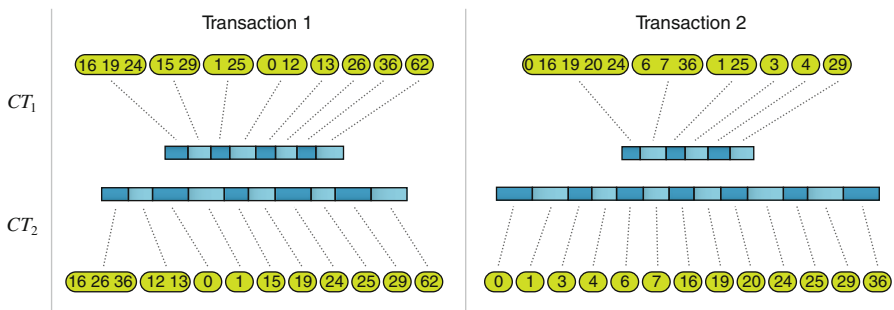 Transaction 1
Transaction 2
CT1
16 19 24 15 29 1 25 0 12 13 26 36 62
0 16 19 20 24 6 7 36 1 25 3 4 29
CT2
16 26 36 12 13 0 1 15 19 24 25 29 62
0 1 3 4 6 7 16 19 20 24 25 29 36